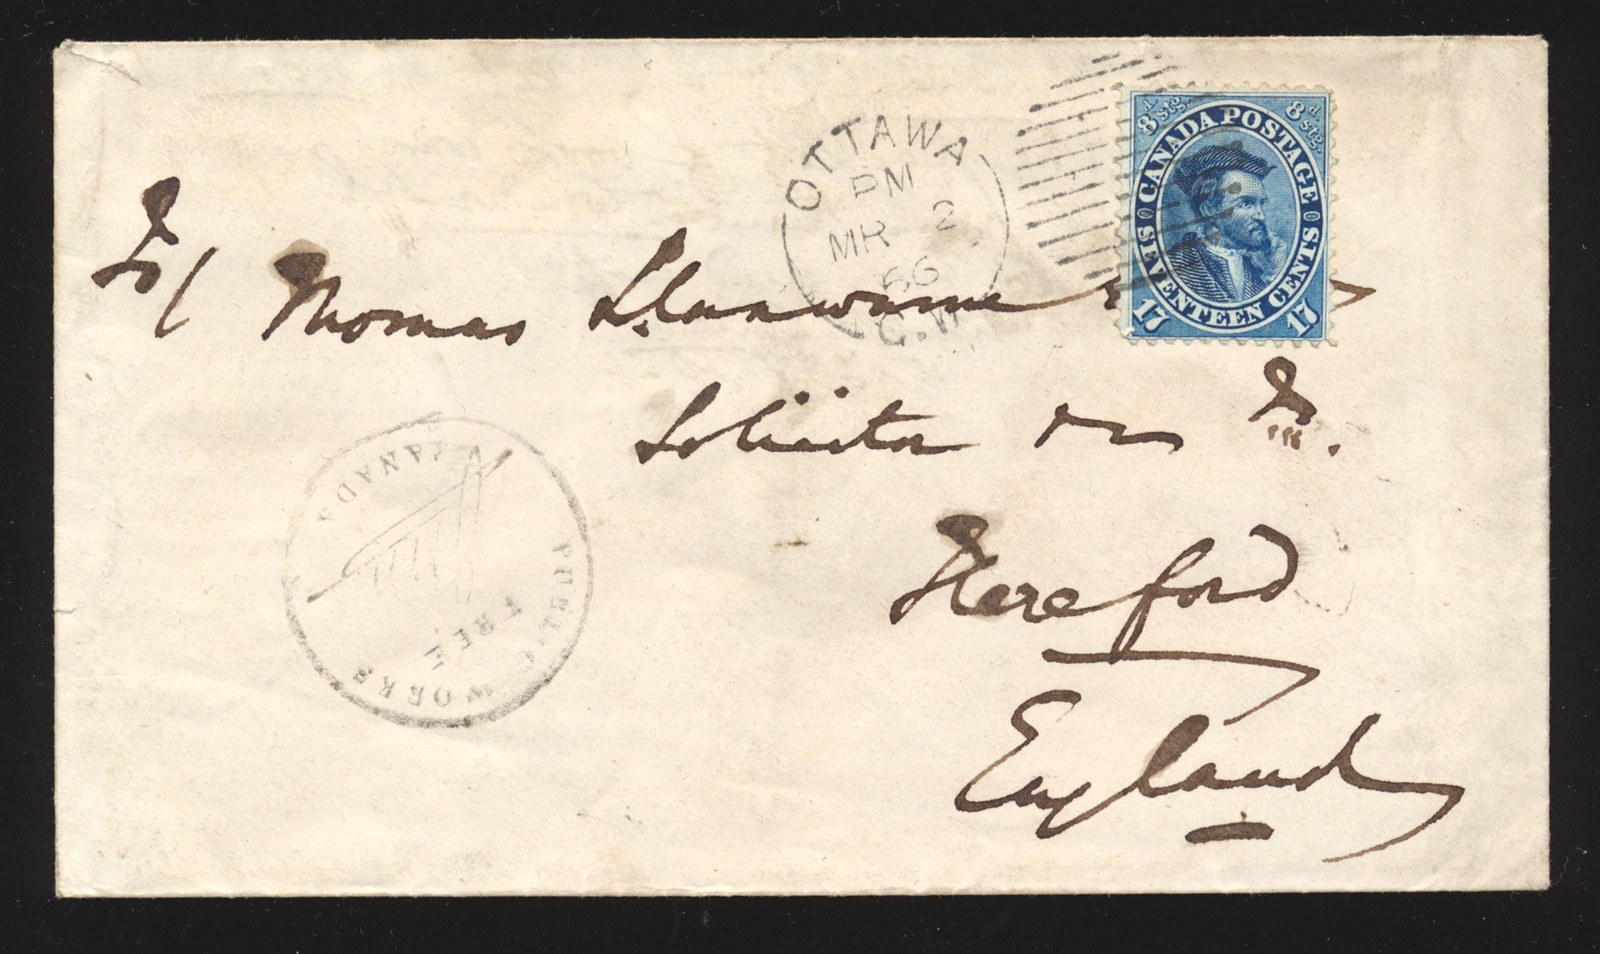 OTTAWA
PM
MR 2
66
C.W
8d. stg. 8d. stg.
CANADA POSTAGE
SEVENTEEN CENTS
17 17
Thomas
Solicitor
Hereford
England
PUBLIC WORKS
CANADA
FREE